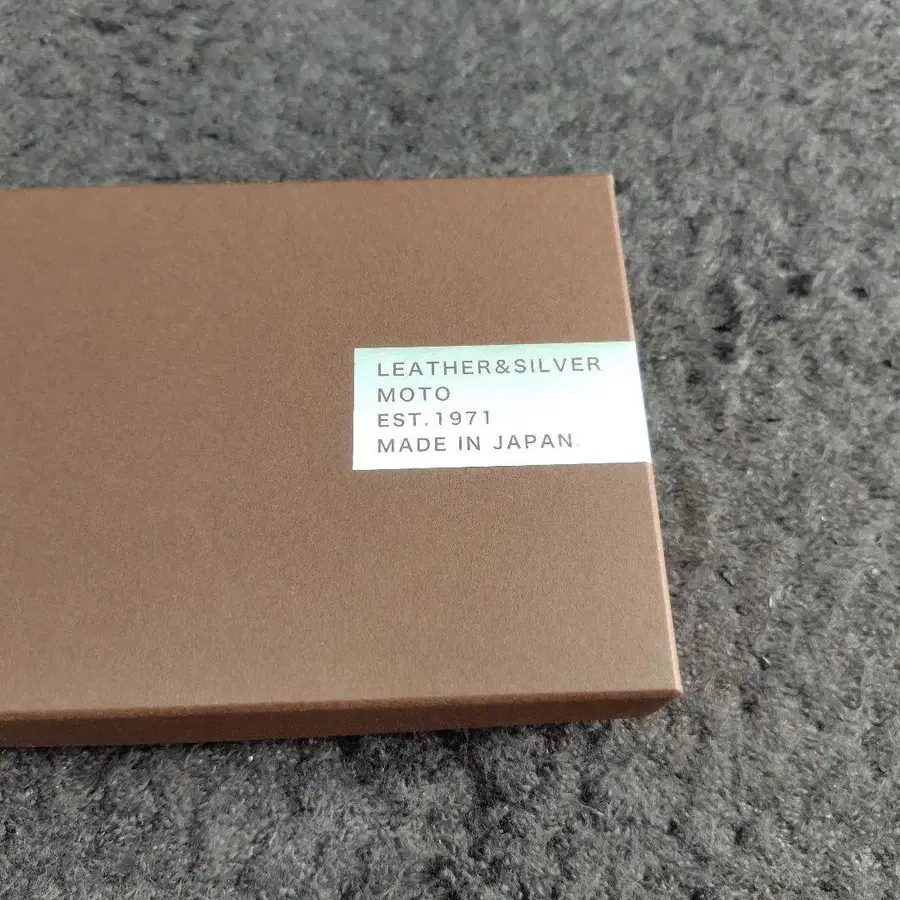 LEATHER&SILVER
MOTO
EST.1971
MADE IN JAPAN.